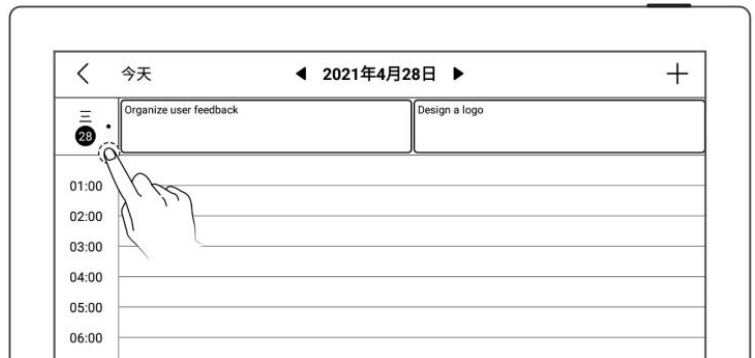 今天 2021年4月28日
三
28
Organize user feedback
Design a logo
01:00
02:00
03:00
04:00
05:00
06:00